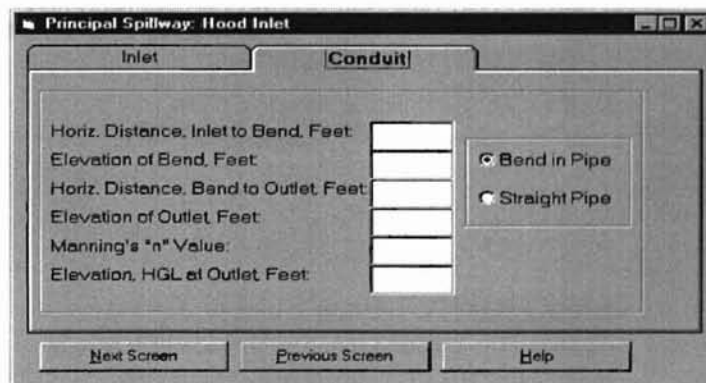 Principal Spillway: Hood Inlet
Inlet
Conduit
Horiz. Distance, Inlet to Bend, Feet:
Elevation of Bend, Feet:
Horiz. Distance, Bend to Outlet, Feet:
Elevation of Outlet, Feet:
Manning's "n" Value:
Elevation, HGL at Outlet, Feet:
Bend in Pipe
Straight Pipe
Next Screen
Previous Screen
Help